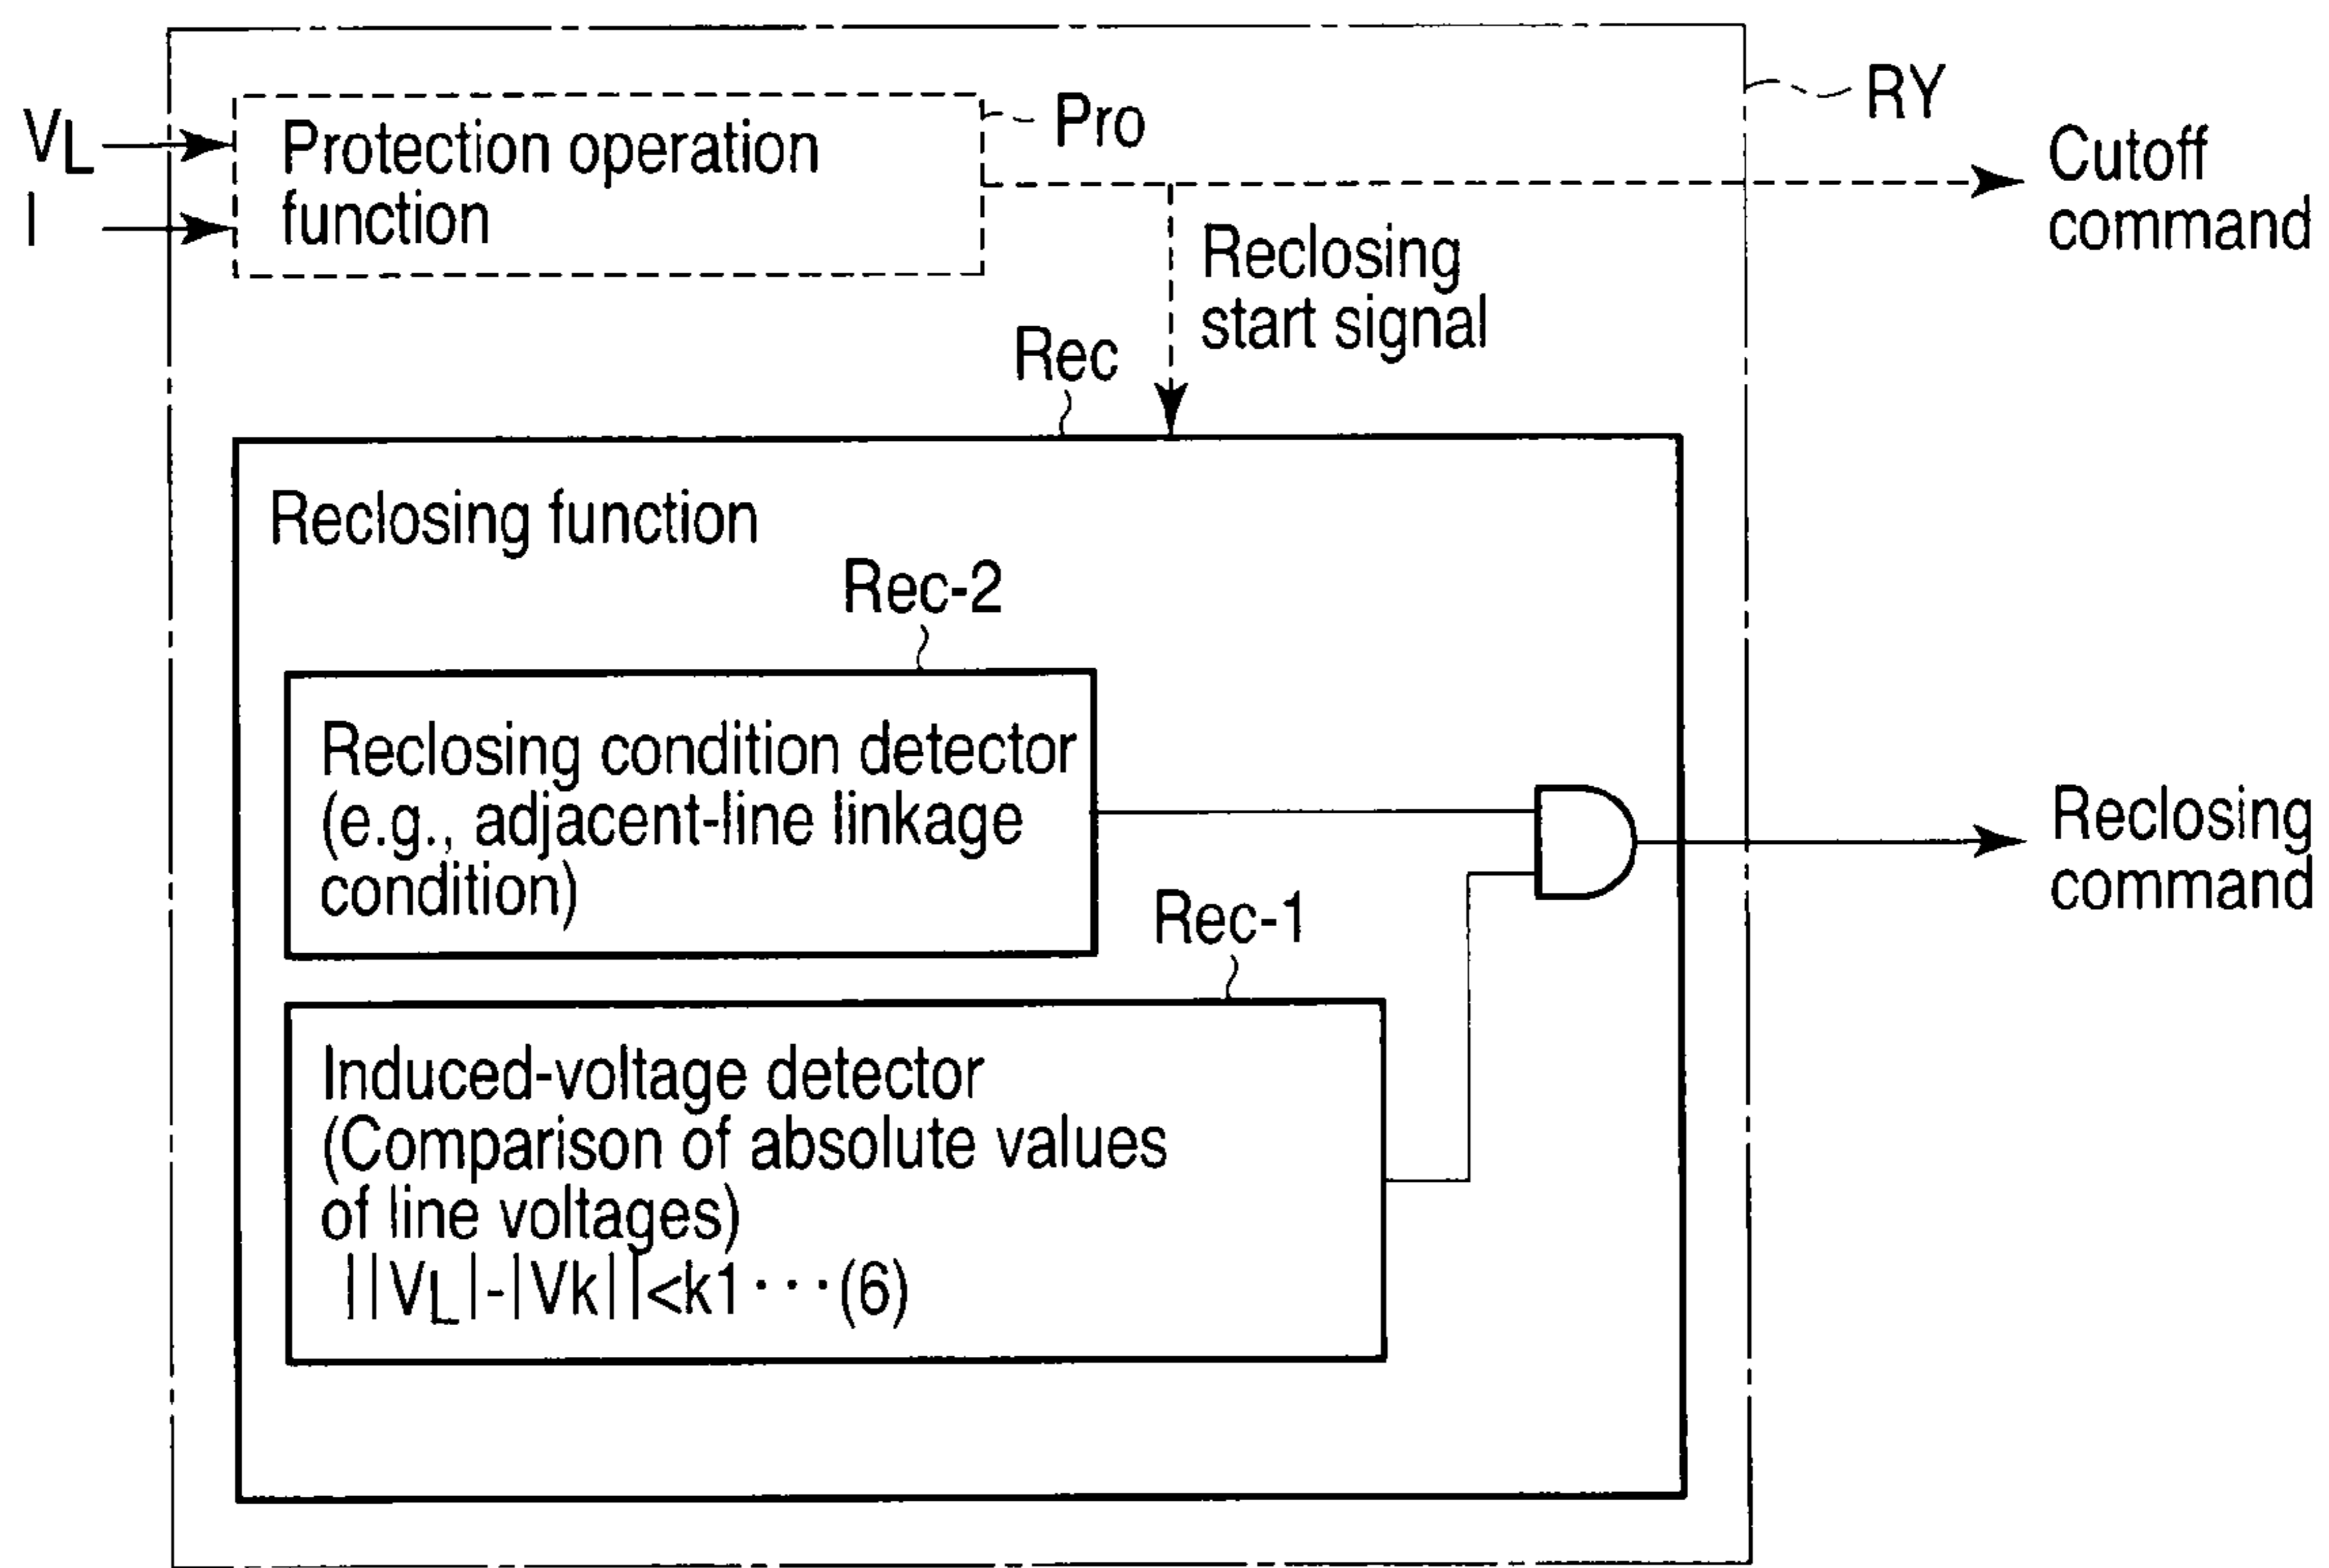 RY
VL
I
Protection operation
function
Pro
Cutoff
command
Reclosing
start signal
Rec
Reclosing function
Rec-2
Reclosing condition detector
(e.g., adjacent-line linkage
condition)
Reclosing
command
Rec-1
Induced-voltage detector
(Comparison of absolute values
of line voltages)
||VL|-|Vk||<k1···(6)